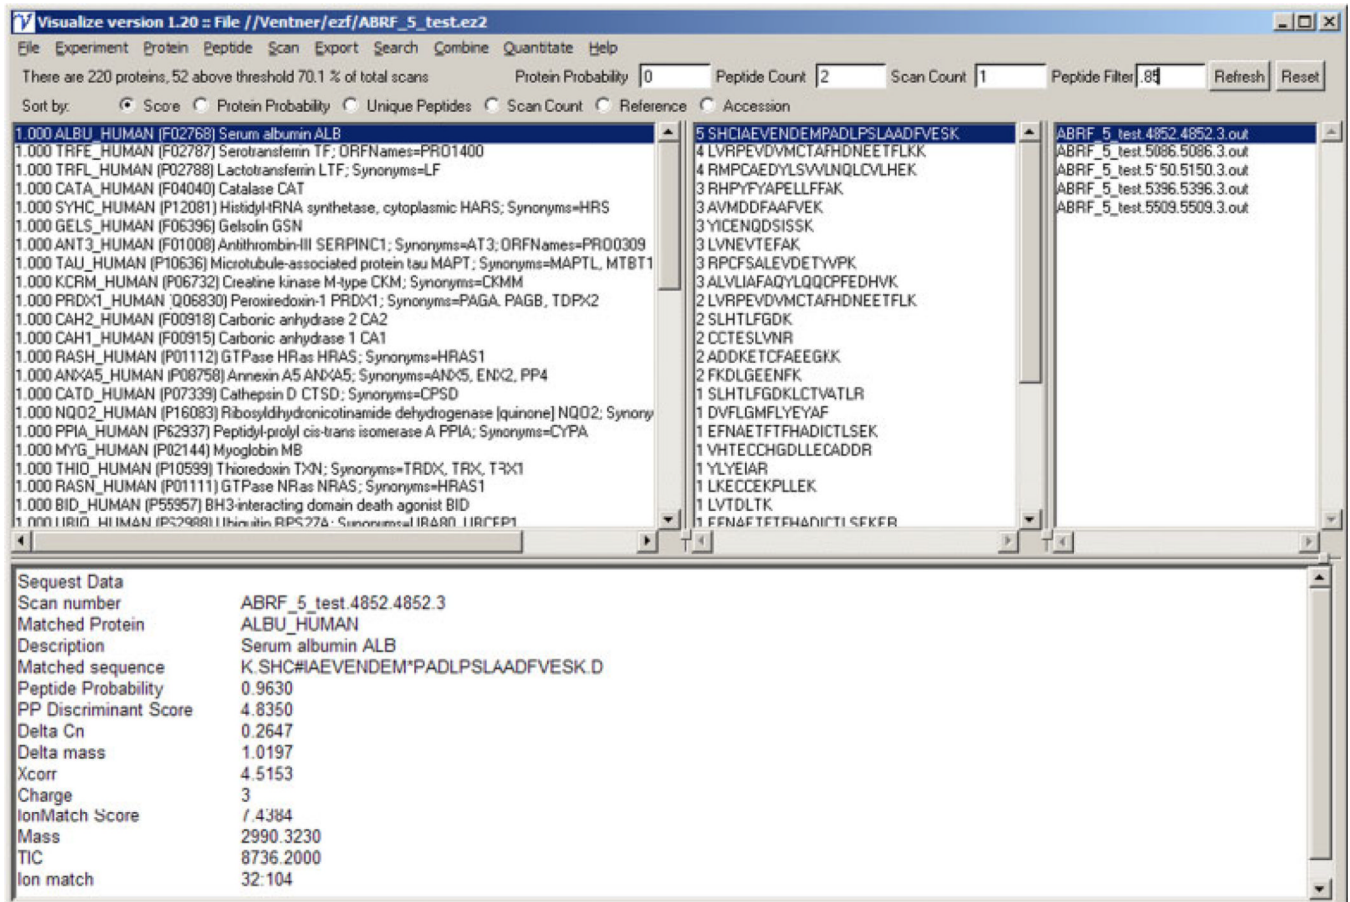 Visualize version 1.20 :: File //Ventner/ezf/ABRF_5_test.ez2
File Experiment Protein Peptide Scan Export Search Combine Quantitate Help
There are 220 proteins, 52 above threshold 70.1 % of total scans Protein Probability 0 Peptide Count 2 Scan Count 1 Peptide Filter .85 Refresh Reset
Sort by: Score Protein Probability Unique Peptides Scan Count Reference Accession
1.000 ALBU_HUMAN (F02768) Serum albumin ALB
1.000 TRFE_HUMAN (F02787) Serotransferrin TF; ORFNames=PRO1400
1.000 TRFL_HUMAN (P02788) Lactotransferrin LTF; Synonyms=LF
1.000 CATA_HUMAN (F04040) Catalase CAT
1.000 SYHC_HUMAN (P12081) Histidyl-tRNA synthetase, cytoplasmic HARS; Synonyms=HRS
1.000 GELS_HUMAN (F06396) Gelsolin GSN
1.000 ANT3_HUMAN (F01008) Antithrombin-III SERPINC1; Synonyms=AT3; ORFNames=PRO0309
1.000 TAU_HUMAN (P10636) Microtubule-associated protein tau MAPT; Synonyms=MAPTL, MTBT1
1.000 KCRM_HUMAN (P06732) Creatine kinase M-type CKM; Synonyms=CKMM
1.000 PRDX1_HUMAN (Q06830) Peroxiredoxin-1 PRDX1; Synonyms=PAGA. PAGB, TDPX2
1.000 CAH2_HUMAN (F00918) Carbonic anhydrase 2 CA2
1.000 CAH1_HUMAN (F00915) Carbonic anhydrase 1 CA1
1.000 RASH_HUMAN (P01112) GTPase HRas HRAS; Synonyms=HRAS1
1.000 ANXA5_HUMAN (P08758) Annexin A5 ANXA5; Synonyms=ANX5, ENX2, PP4
1.000 CATD_HUMAN (P07339) Cathepsin D CTSD; Synonyms=CPSD
1.000 NQO2_HUMAN (P16083) Ribosyldihydronicotinamide dehydrogenase [quinone] NQO2; Synony
1.000 PPIA_HUMAN (P62937) Peptidyl-prolyl cis-trans isomerase A PPIA; Synonyms=CYPA
1.000 MYG_HUMAN (P02144) Myoglobin MB
1.000 THIO_HUMAN (P10599) Thioredoxin TXN; Synonyms=TRDX, TRX, TRX1
1.000 RASN_HUMAN (P01111) GTPase NRas NRAS; Synonyms=HRAS1
1.000 BID_HUMAN (P55957) BH3-interacting domain death agonist BID
1.000 UBIQ_HUMAN (P62988) Ubiquitin RPS27A; Synonyms=UBA80, UBCEP1
5 SHCIAEVENDEMPADLPSLAADFVESK
4 LVRPEVDVMCTAFHDNEETFLKK
4 RMPCAEDYLSVVLNQLCVLHEK
3 RHPYFYAPELLFFAK
3 AVMDDFAAFVEK
3 YICENQDSISSK
3 LVNEVTEFAK
3 RPCFSALEVDETYVPK
3 ALVLIAFAQYLQQCPFEDHVK
2 LVRPEVDVMCTAFHDNEETFLK
2 SLHTLFGDK
2 CCTESLVNR
2 ADDKETCFAEEGKK
2 FKDLGEENFK
1 SLHTLFGDKLCTVATLR
1 DVFLGMFLYEYAF
1 EFNAETFTFHADICTLSEK
1 VHTECCHGDLLECADDR
1 YLYEIAR
1 LKECCEKPLLEK
1 LVTDLTK
1 EFNAETFTFHADICTLSEKER
ABRF_5_test.4852.4852.3.out
ABRF_5_test.5086.5086.3.out
ABRF_5_test.5150.5150.3.out
ABRF_5_test.5396.5396.3.out
ABRF_5_test.5509.5509.3.out
Sequest Data
Scan number ABRF_5_test.4852.4852.3
Matched Protein ALBU_HUMAN
Description Serum albumin ALB
Matched sequence K.SHC#IAEVENDEM*PADLPSLAADFVESK.D
Peptide Probability 0.9630
PP Discriminant Score 4.8350
Delta Cn 0.2647
Delta mass 1.0197
Xcorr 4.5153
Charge 3
IonMatch Score 7.4384
Mass 2990.3230
TIC 8736.2000
Ion match 32:104